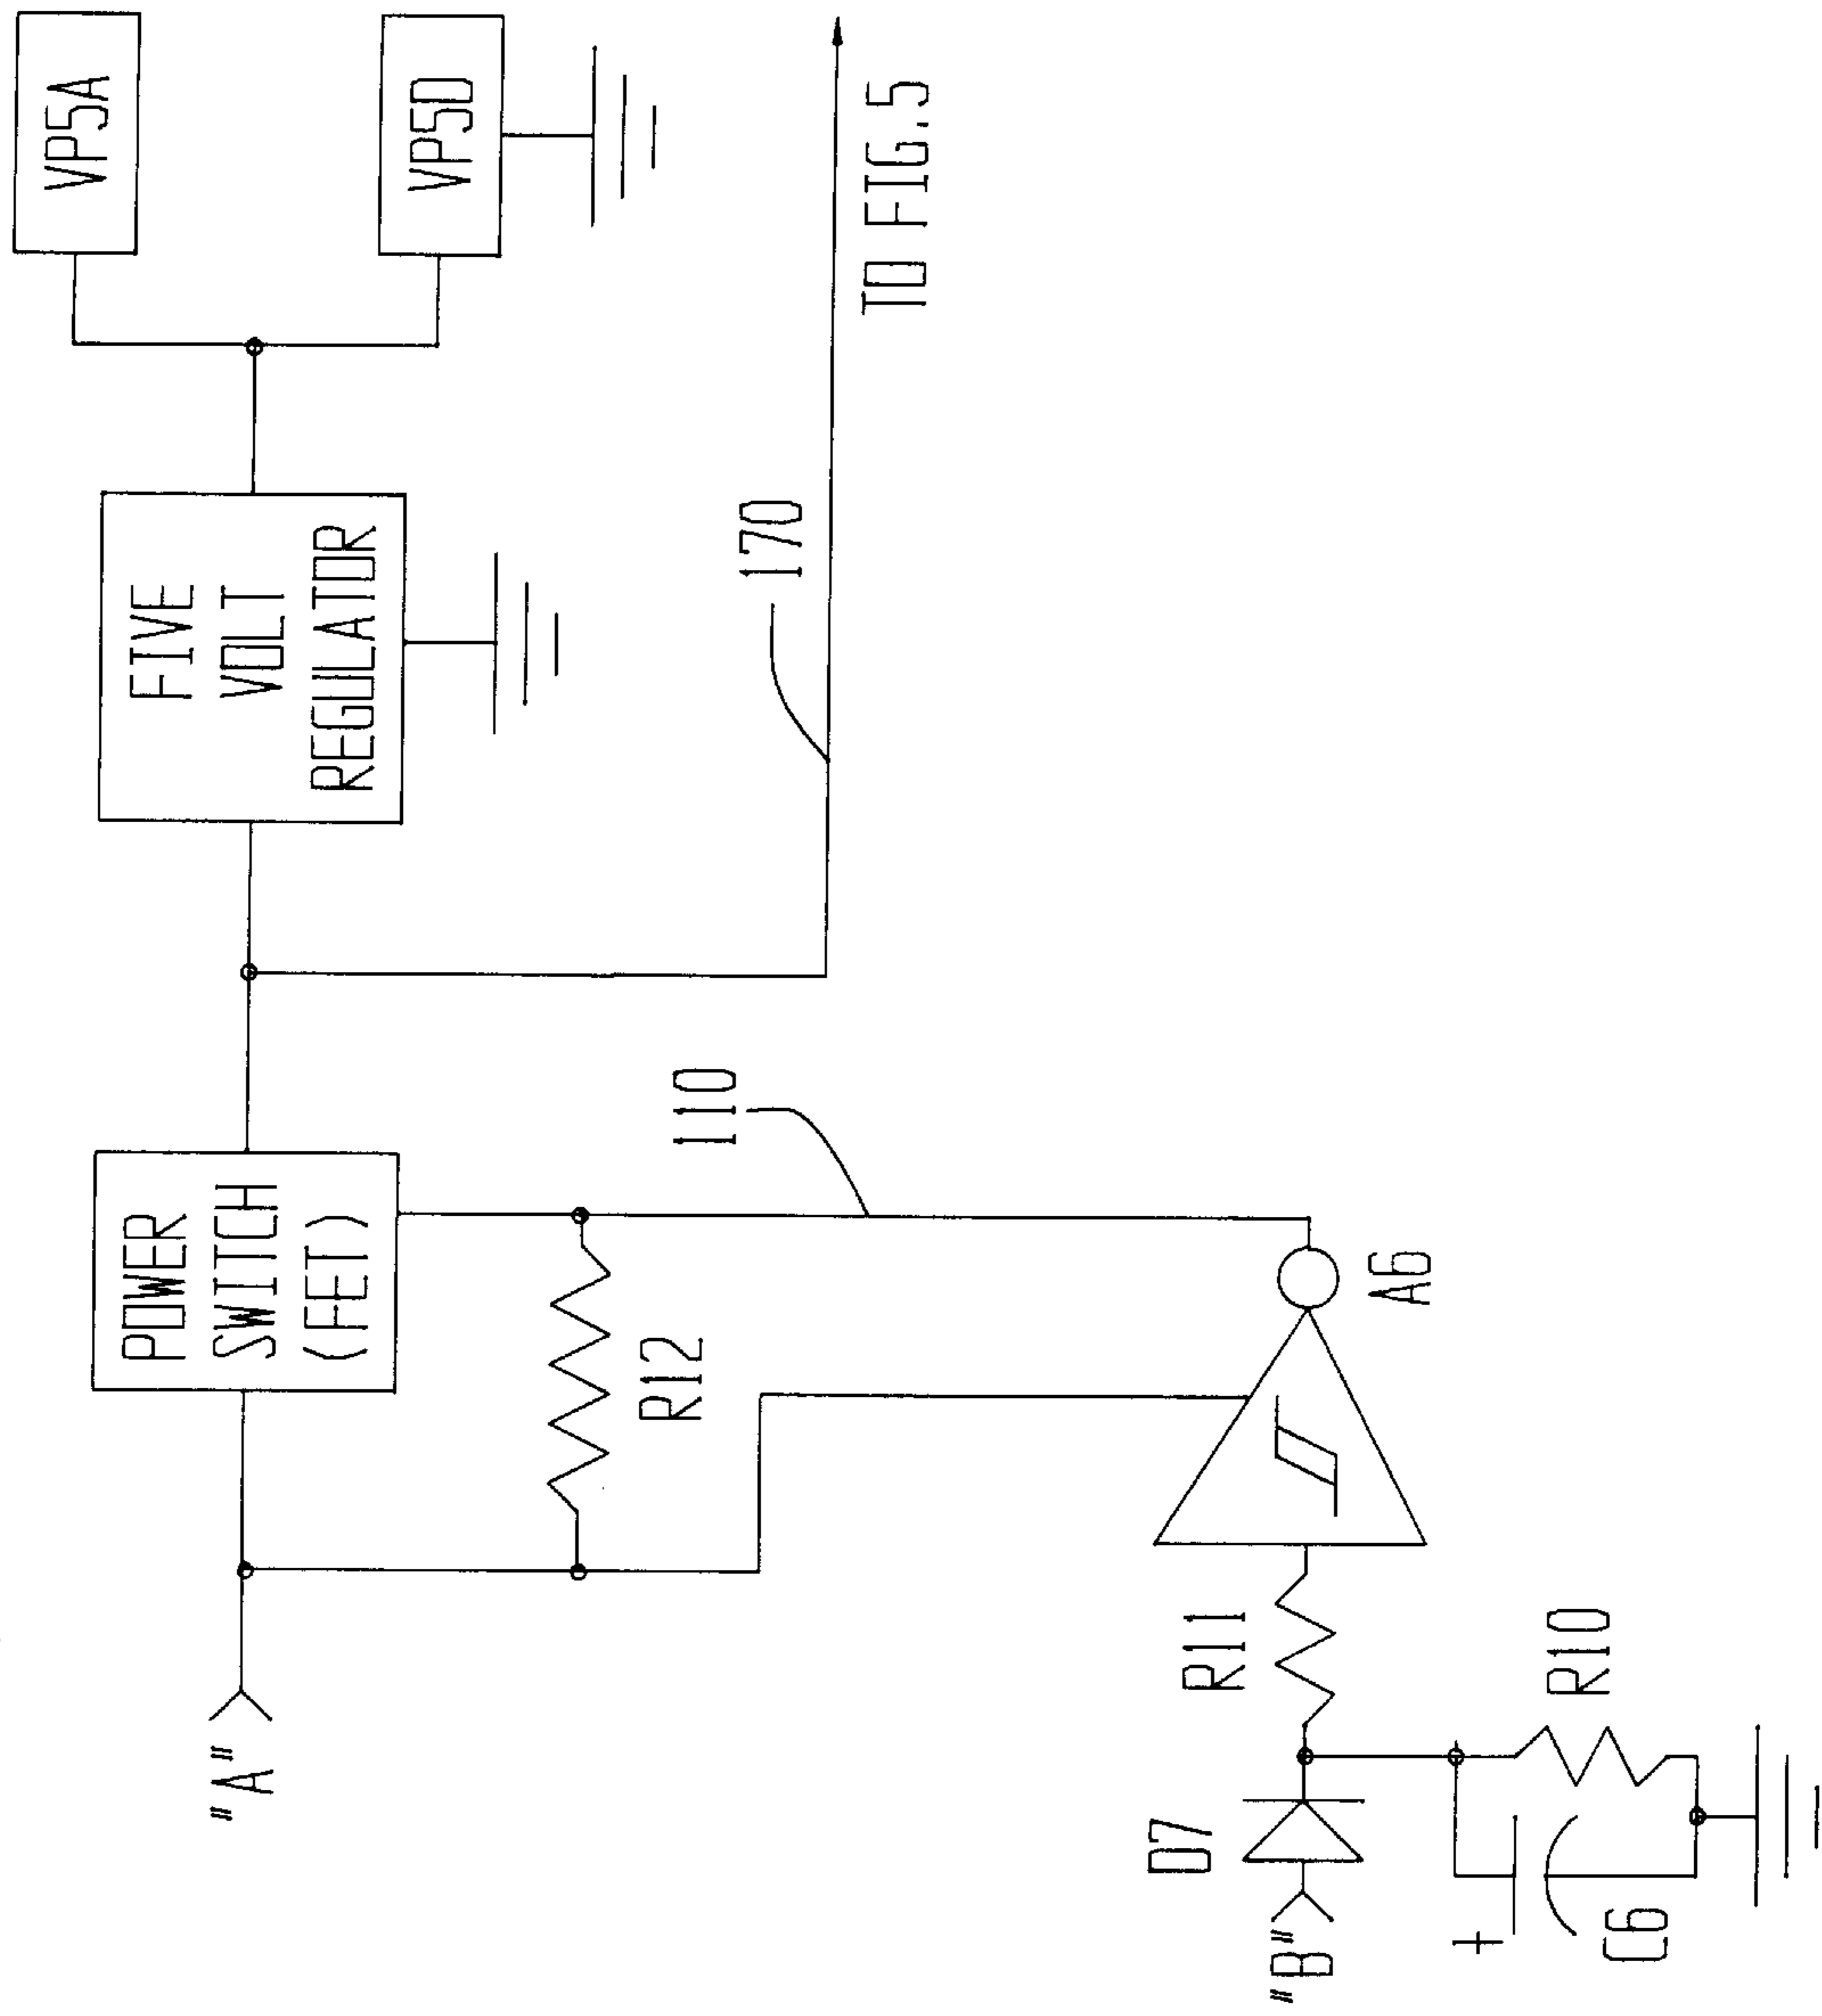 "A"
POWER
SWITCH
(FET)
FIVE
VOLT
REGULATOR
VP5A
VP5D
R12
110
170
TO FIG.5
"B"
D7
R11
A6
C6
+
R10